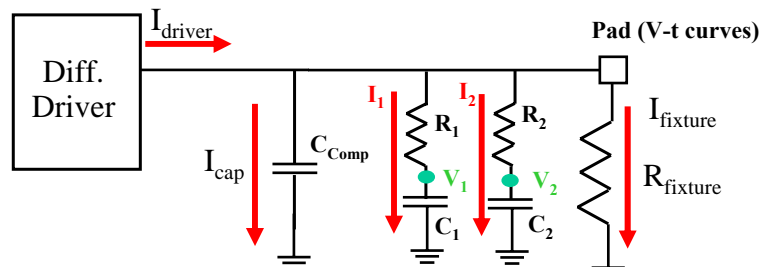 I_driver
Pad (V-t curves)
Diff.
Driver
I_cap
C_Comp
I_1
R_1
V_1
C_1
I_2
R_2
V_2
C_2
I_fixture
R_fixture